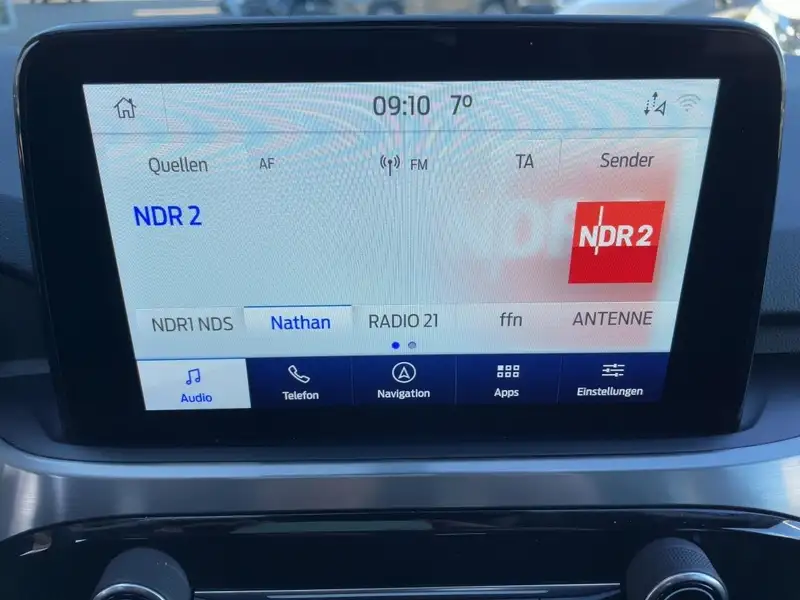 09:10 7º
Quellen AF FM TA Sender
NDR 2
NDR 2
NDR1 NDS Nathan RADIO 21 ffn ANTENNE
Audio Telefon Navigation Apps Einstellungen